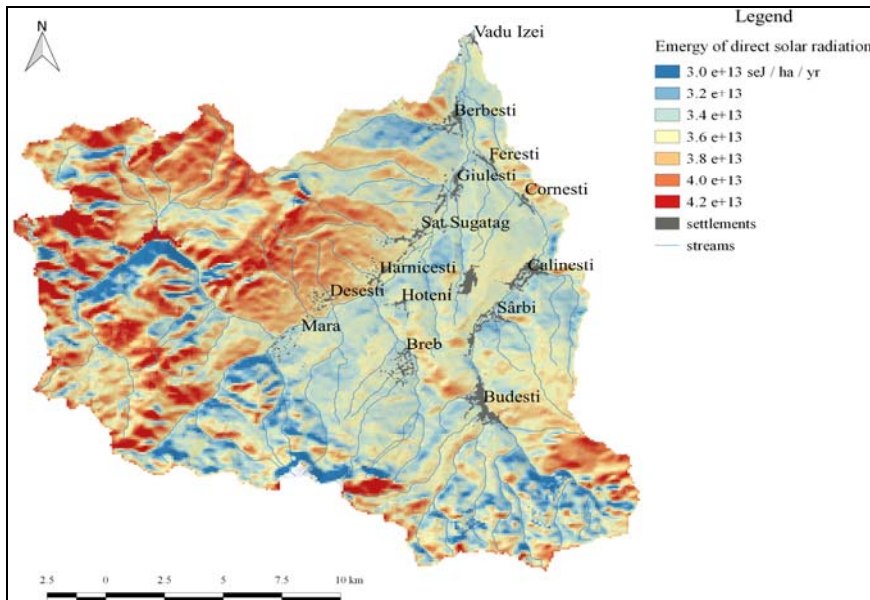 Legend
N
Vadu Izei
Emergy of direct solar radiation
3.0 e+13 seJ / ha / yr
3.2 e+13
3.4 e+13
3.6 e+13
3.8 e+13
4.0 e+13
4.2 e+13
settlements
streams
Berbesti
Feresti
Giulesti
Cornesti
Sat Sugatag
Harnicesti
Calinesti
Desesti
Hoteni
Sârbi
Mara
Breb
Budesti
2.5 0 2.5 5 7.5 10 km